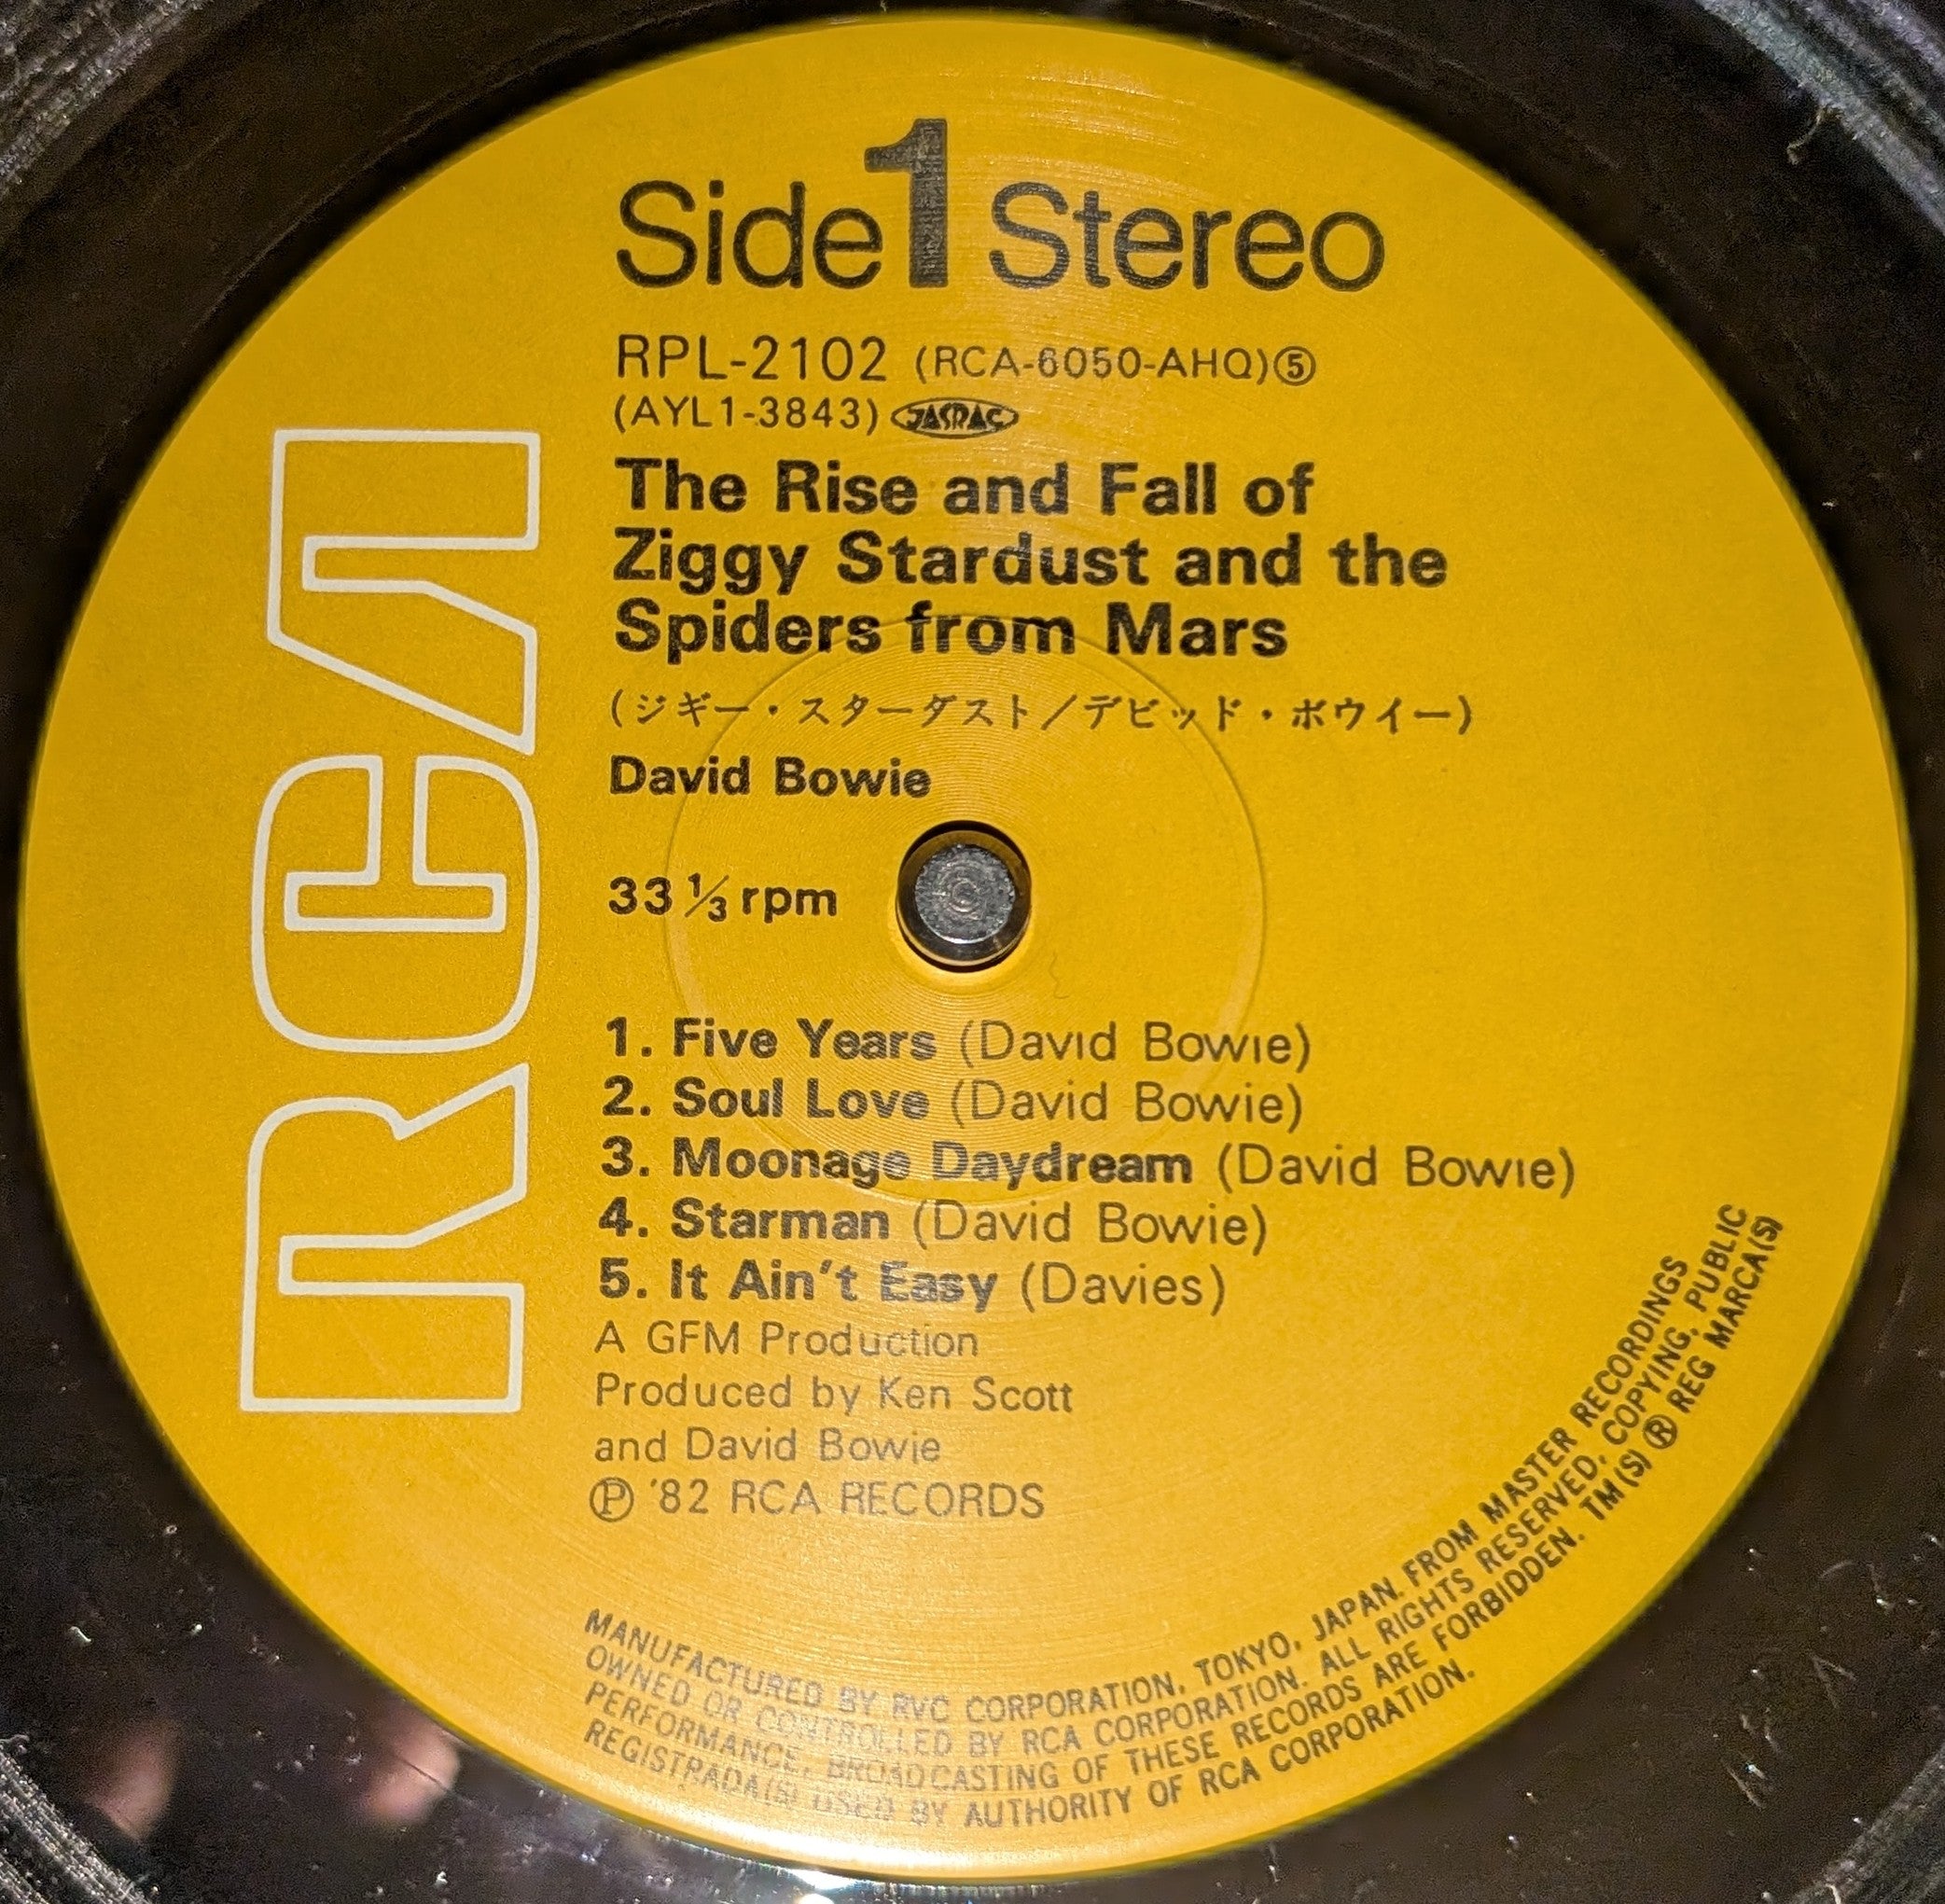 Side 1 Stereo
RPL-2102 (RCA-6050-AHQ)⑤
(AYL1-3843) JASRAC
The Rise and Fall of
Ziggy Stardust and the
Spiders from Mars
(ジギー・スターダスト/デビッド・ボウイー)
David Bowie
33 1/3 rpm
RCA
1. Five Years (David Bowie)
2. Soul Love (David Bowie)
3. Moonage Daydream (David Bowie)
4. Starman (David Bowie)
5. It Ain't Easy (Davies)
A GFM Production
Produced by Ken Scott
and David Bowie
Ⓟ '82 RCA RECORDS
MANUFACTURED BY RVC CORPORATION, TOKYO, JAPAN. FROM MASTER RECORDINGS
OWNED OR CONTROLLED BY RCA CORPORATION. ALL RIGHTS RESERVED, COPYING, PUBLIC
PERFORMANCE, BROADCASTING OF THESE RECORDS ARE FORBIDDEN. TM(S) ® REG MARCA(S)
REGISTRADA(S) USED BY AUTHORITY OF RCA CORPORATION.